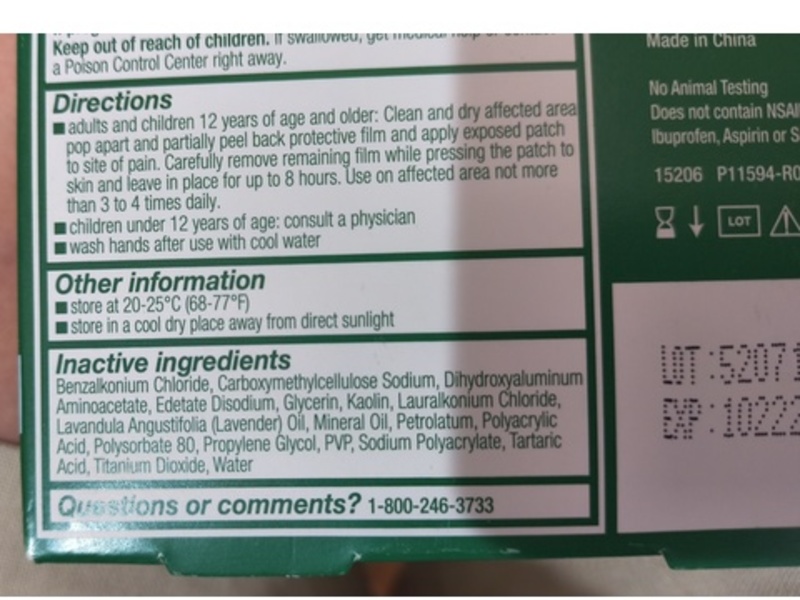 Keep out of reach of children. If swallowed, get medical help or contact
a Poison Control Center right away.
Directions
■ adults and children 12 years of age and older: Clean and dry affected area
pop apart and partially peel back protective film and apply exposed patch
to site of pain. Carefully remove remaining film while pressing the patch to
skin and leave in place for up to 8 hours. Use on affected area not more
than 3 to 4 times daily.
■ children under 12 years of age: consult a physician
■ wash hands after use with cool water
Other information
■ store at 20-25°C (68-77°F)
■ store in a cool dry place away from direct sunlight
Inactive ingredients
Benzalkonium Chloride, Carboxymethylcellulose Sodium, Dihydroxyaluminum
Aminoacetate, Edetate Disodium, Glycerin, Kaolin, Lauralkonium Chloride,
Lavandula Angustifolia (Lavender) Oil, Mineral Oil, Petrolatum, Polyacrylic
Acid, Polysorbate 80, Propylene Glycol, PVP, Sodium Polyacrylate, Tartaric
Acid, Titanium Dioxide, Water
Questions or comments? 1-800-246-3733
Made in China
No Animal Testing
Does not contain NSAI
Ibuprofen, Aspirin or S
15206 P11594-R0
LOT
LOT:52071
EXP:10222